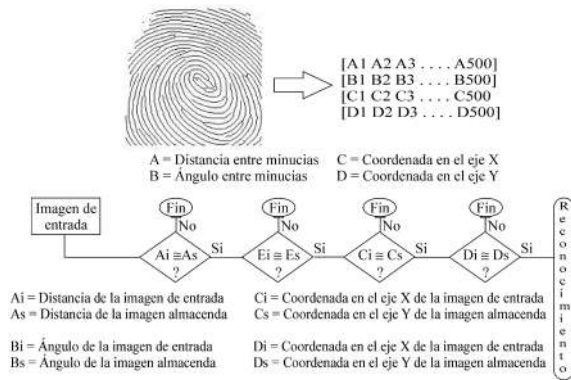 [A1 A2 A3 . . . . A500]
[B1 B2 B3 . . . . B500]
[C1 C2 C3 . . . . C500
[D1 D2 D3 . . . . D500]
A = Distancia entre minucias
B = Ángulo entre minucias
C = Coordenada en el eje X
D = Coordenada en el eje Y
Imagen de
entrada
Fin
No
Ai ≅As
?
Si
Fin
No
Ei ≅ Es
?
Si
Fin
No
Ci ≅ Cs
?
Si
Fin
No
Di ≅ Ds
?
Si
Reconocimiento
Ai = Distancia de la imagen de entrada
As = Distancia de la imagen almacenda
Bi = Ángulo de la imagen de entrada
Bs = Ángulo de la imagen almacenda
Ci = Coordenada en el eje X de la imagen de entrada
Cs = Coordenada en el eje Y de la imagen almacenda
Di = Coordenada en el eje X de la imagen de entrada
Ds = Coordenada en el eje Y de la imagen almacenda